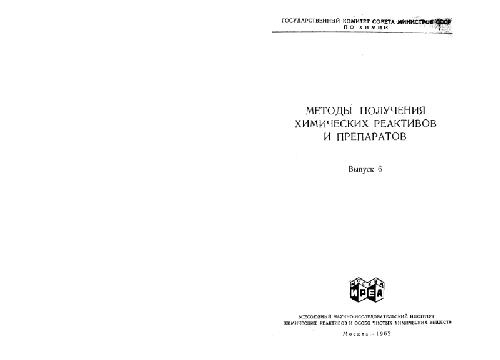 ГОСУДАРСТВЕННЫЙ КОМИТЕТ СОВЕТА МИНИСТРОВ СССР
ПО ХИМИИ
МЕТОДЫ ПОЛУЧЕНИЯ
ХИМИЧЕСКИХ РЕАКТИВОВ
И ПРЕПАРАТОВ
Выпуск 6
ИРЕА
ВСЕСОЮЗНЫЙ НАУЧНО-ИССЛЕДОВАТЕЛЬСКИЙ ИНСТИТУТ
ХИМИЧЕСКИХ РЕАКТИВОВ И ОСОБО ЧИСТЫХ ХИМИЧЕСКИХ ВЕЩЕСТВ
Москва—196